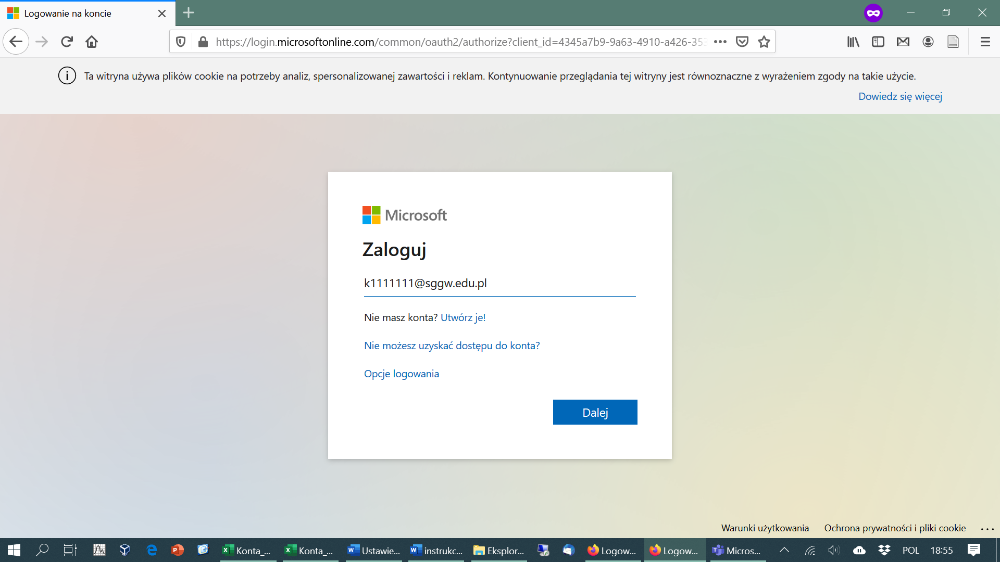 Logowanie na koncie
https://login.microsoftonline.com/common/oauth2/authorize?client_id=4345a7b9-9a63-4910-a426-353
Ta witryna używa plików cookie na potrzeby analiz, spersonalizowanej zawartości i reklam. Kontynuowanie przeglądania tej witryny jest równoznaczne z wyrażeniem zgody na takie użycie.
Dowiedz się więcej
Microsoft
Zaloguj
k1111111@sggw.edu.pl
Nie masz konta? Utwórz je!
Nie możesz uzyskać dostępu do konta?
Opcje logowania
Dalej
Warunki użytkowania Ochrona prywatności i pliki cookie ...
Konta_... Konta_... Ustawie... instrukc... Eksplor... Logow... Logow... Micros... POL 18:55